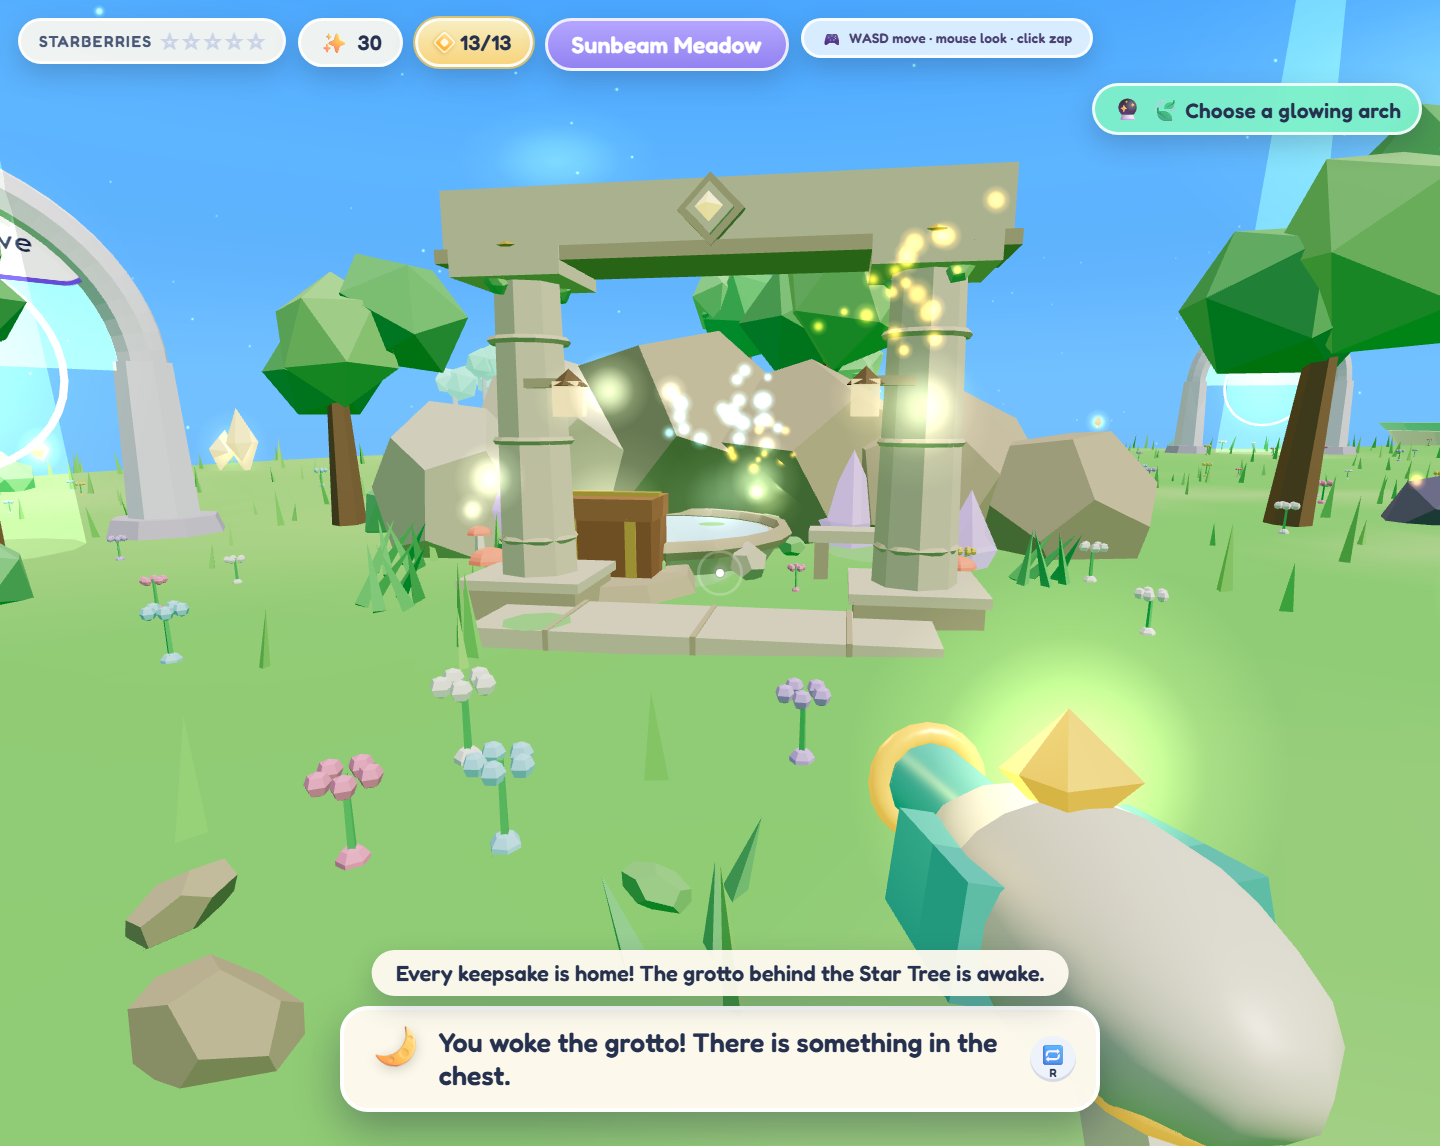 STARBERRIES
30
13/13
Sunbeam Meadow
WASD move · mouse look · click zap
Choose a glowing arch
Every keepsake is home! The grotto behind the Star Tree is awake.
You woke the grotto! There is something in the
chest.
R